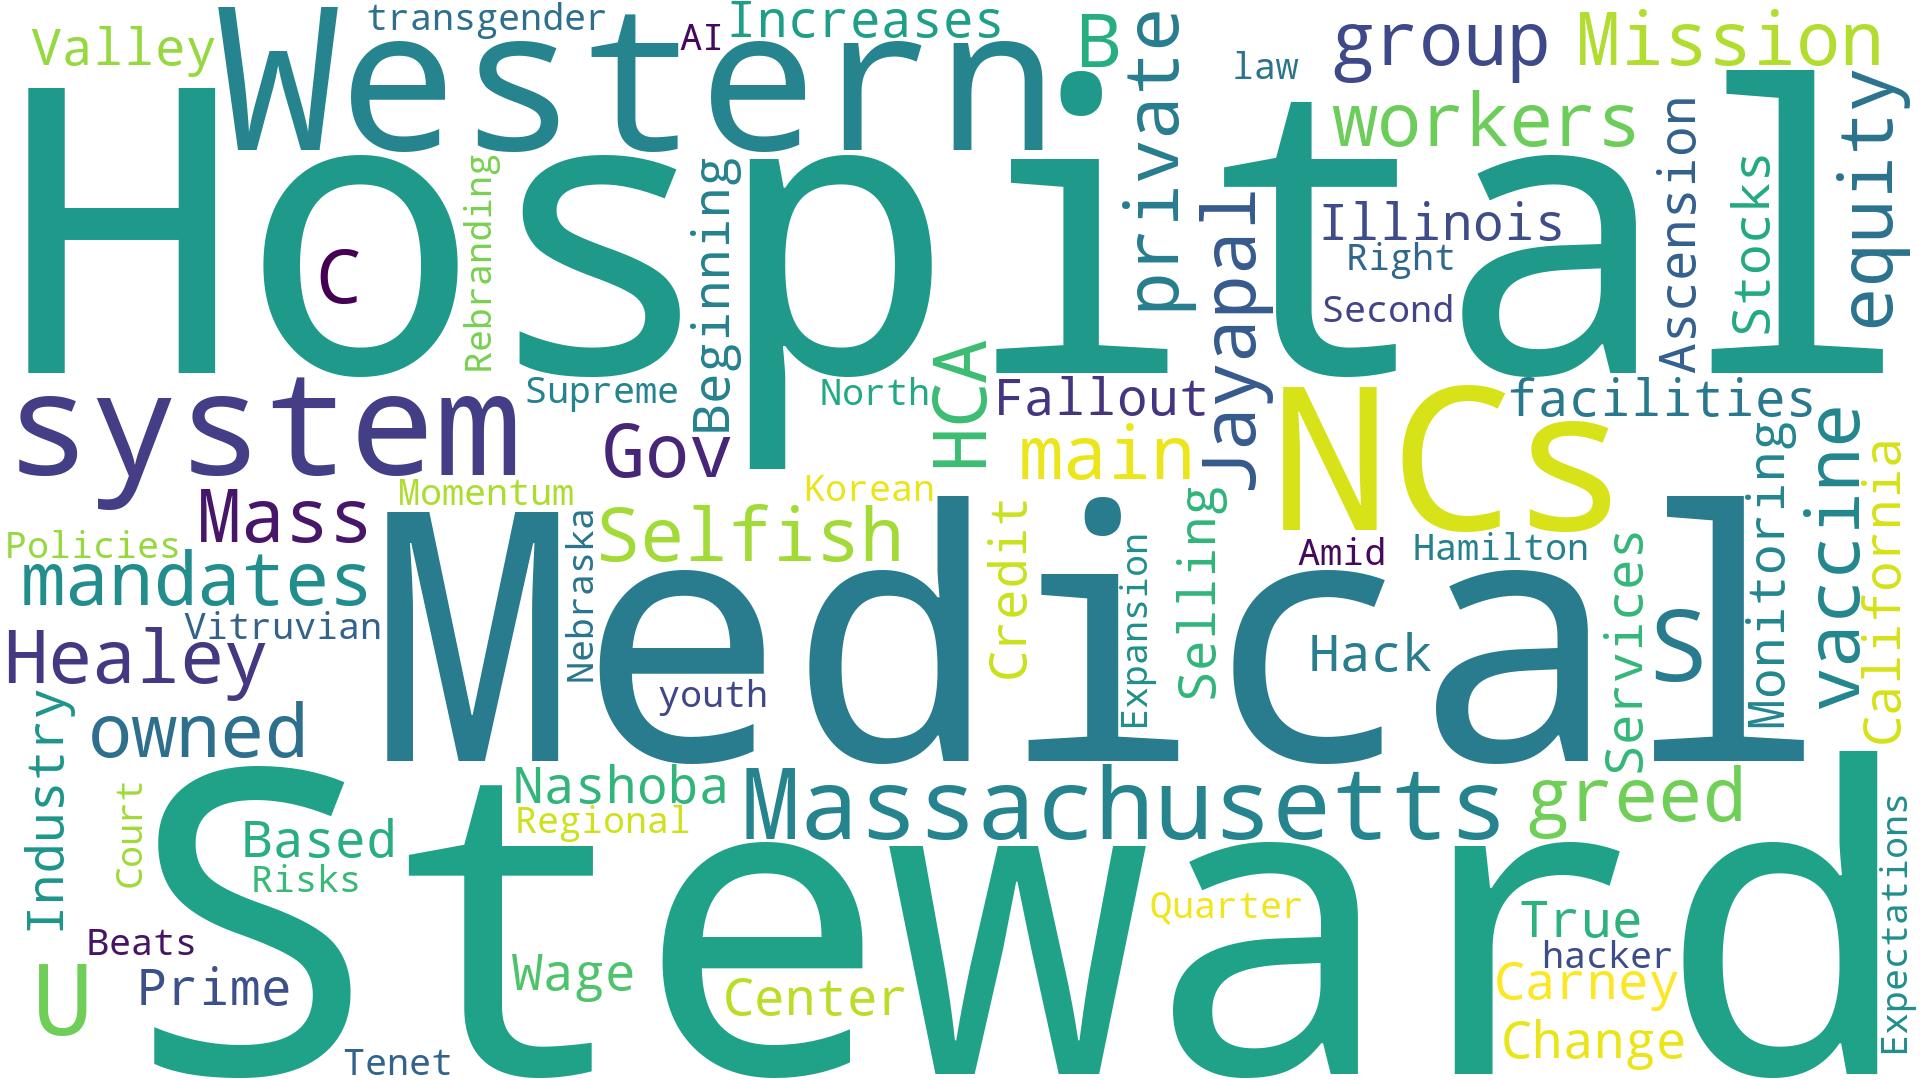 Valley
Western
transgender
AI
Increases
B
private
law
group
Mission
workers
equity
Hospital
C
Rebranding
Beginning
Jayapal
Illinois
Right
Second
Ascension
Stocks
system
Supreme
North
HCA
Fallout
NCs
facilities
Gov
main
Mass
Momentum
Korean
Selfish
Policies
mandates
Nebraska
Medical
Credit
Expansion
Selling
Amid
Hamilton
Services
Monitoring
vaccine
California
Vitruvian
Healey
youth
Hack
S
owned
Industry
Nashoba
Regional
Massachusetts
greed
Court
Based
Risks
Steward
Quarter
True
hacker
Expectations
Beats
U
Prime
Wage
Center
Carney
Change
Tenet